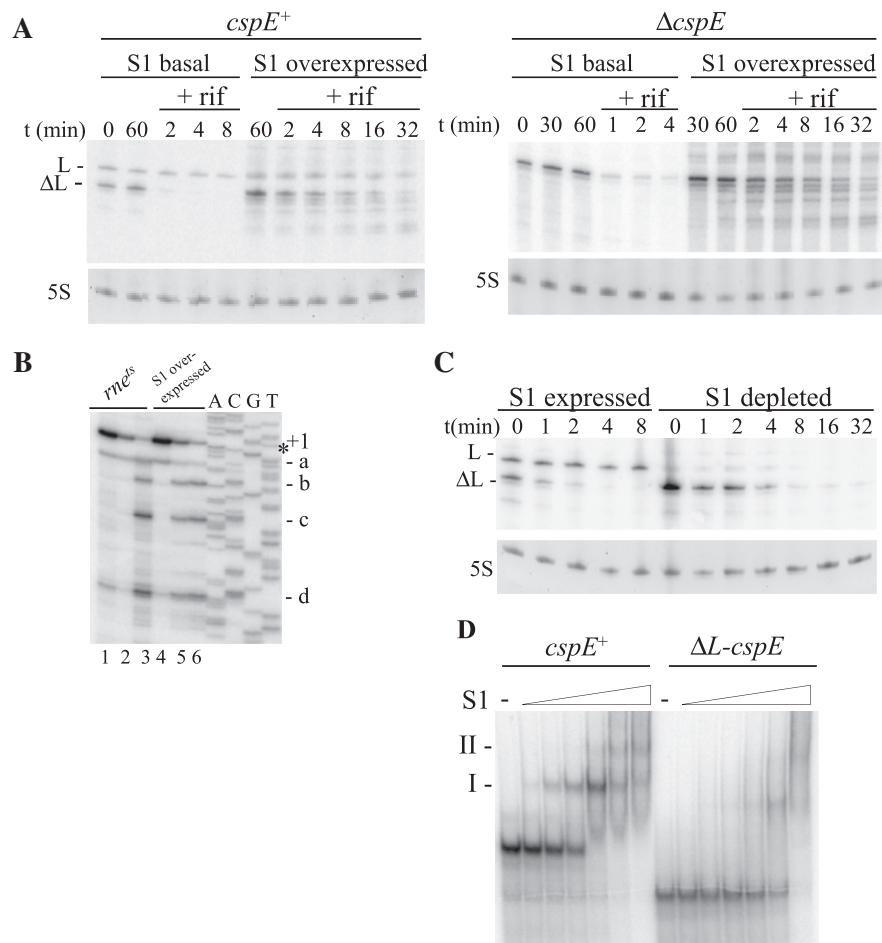 A
cspE+
ΔcspE
S1 basal
S1 overexpressed
S1 basal
S1 overexpressed
+ rif
+ rif
+ rif
+ rif
t (min) 0 60 2 4 8 60 2 4 8 16 32
t (min) 0 30 60 1 2 4 30 60 2 4 8 16 32
L -
ΔL -
5S
5S
B
rne^ts
S1 over-
expressed
A C G T
+1
*
- a
- b
- c
- d
1 2 3 4 5 6
C
S1 expressed
S1 depleted
t(min) 0 1 2 4 8 0 1 2 4 8 16 32
L -
ΔL -
5S
D
cspE+
ΔL-cspE
S1 - -
II -
I -